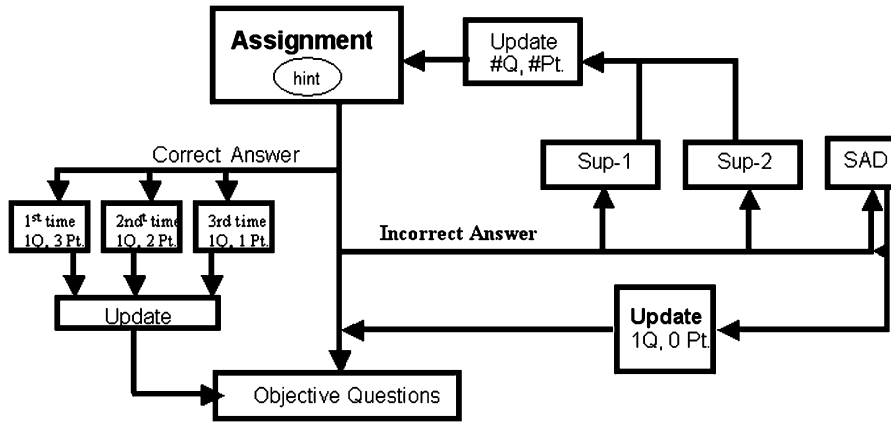 Assignment
hint
Update
#Q, #Pt.
Correct Answer
Sup-1
Sup-2
SAD
1st time
1Q, 3 Pt.
2ndt time
1Q, 2 Pt.
3rd time
1Q, 1 Pt.
Incorrect Answer
Update
Update
1Q, 0 Pt.
Objective Questions